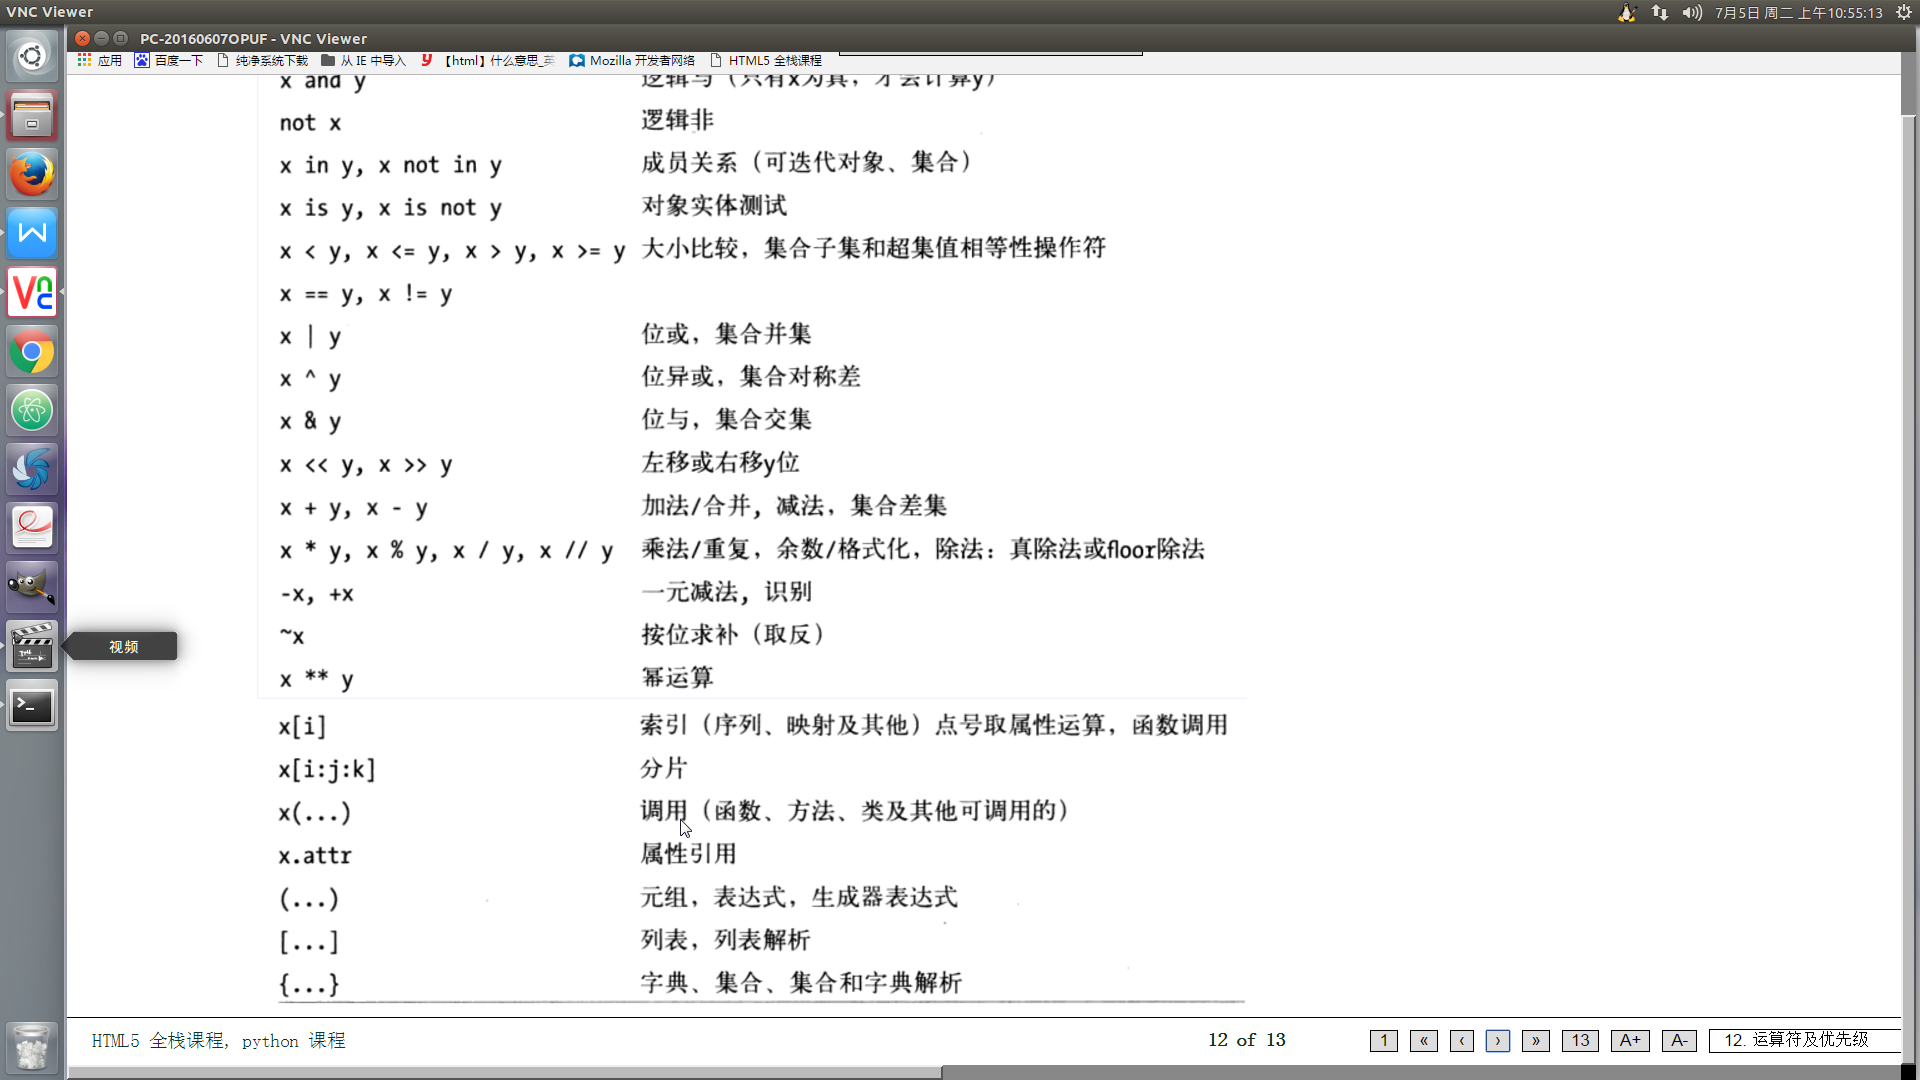 VNC Viewer
7月5日 周二 上午10:55:13
PC-20160607OPUF - VNC Viewer
应用 百度一下 纯净系统下载 从 IE 中导入 【html】什么意思_英 Mozilla 开发者网络 HTML5 全栈课程
x and y 逻辑与（只有x为真，才会计算y）
not x 逻辑非
x in y, x not in y 成员关系（可迭代对象、集合）
x is y, x is not y 对象实体测试
x < y, x <= y, x > y, x >= y 大小比较，集合子集和超集值相等性操作符
x == y, x != y
x | y 位或，集合并集
x ^ y 位异或，集合对称差
x & y 位与，集合交集
x << y, x >> y 左移或右移y位
x + y, x - y 加法/合并, 减法，集合差集
x * y, x % y, x / y, x // y 乘法/重复，余数/格式化，除法：真除法或floor除法
-x, +x 一元减法, 识别
~x 按位求补（取反）
视频
x ** y 幂运算
x[i] 索引（序列、映射及其他）点号取属性运算，函数调用
x[i:j:k] 分片
x(...) 调用（函数、方法、类及其他可调用的）
x.attr 属性引用
(...) 元组，表达式，生成器表达式
[...] 列表，列表解析
{...} 字典、集合、集合和字典解析
HTML5 全栈课程, python 课程 12 of 13 1 « ‹ › » 13 A+ A- 12. 运算符及优先级